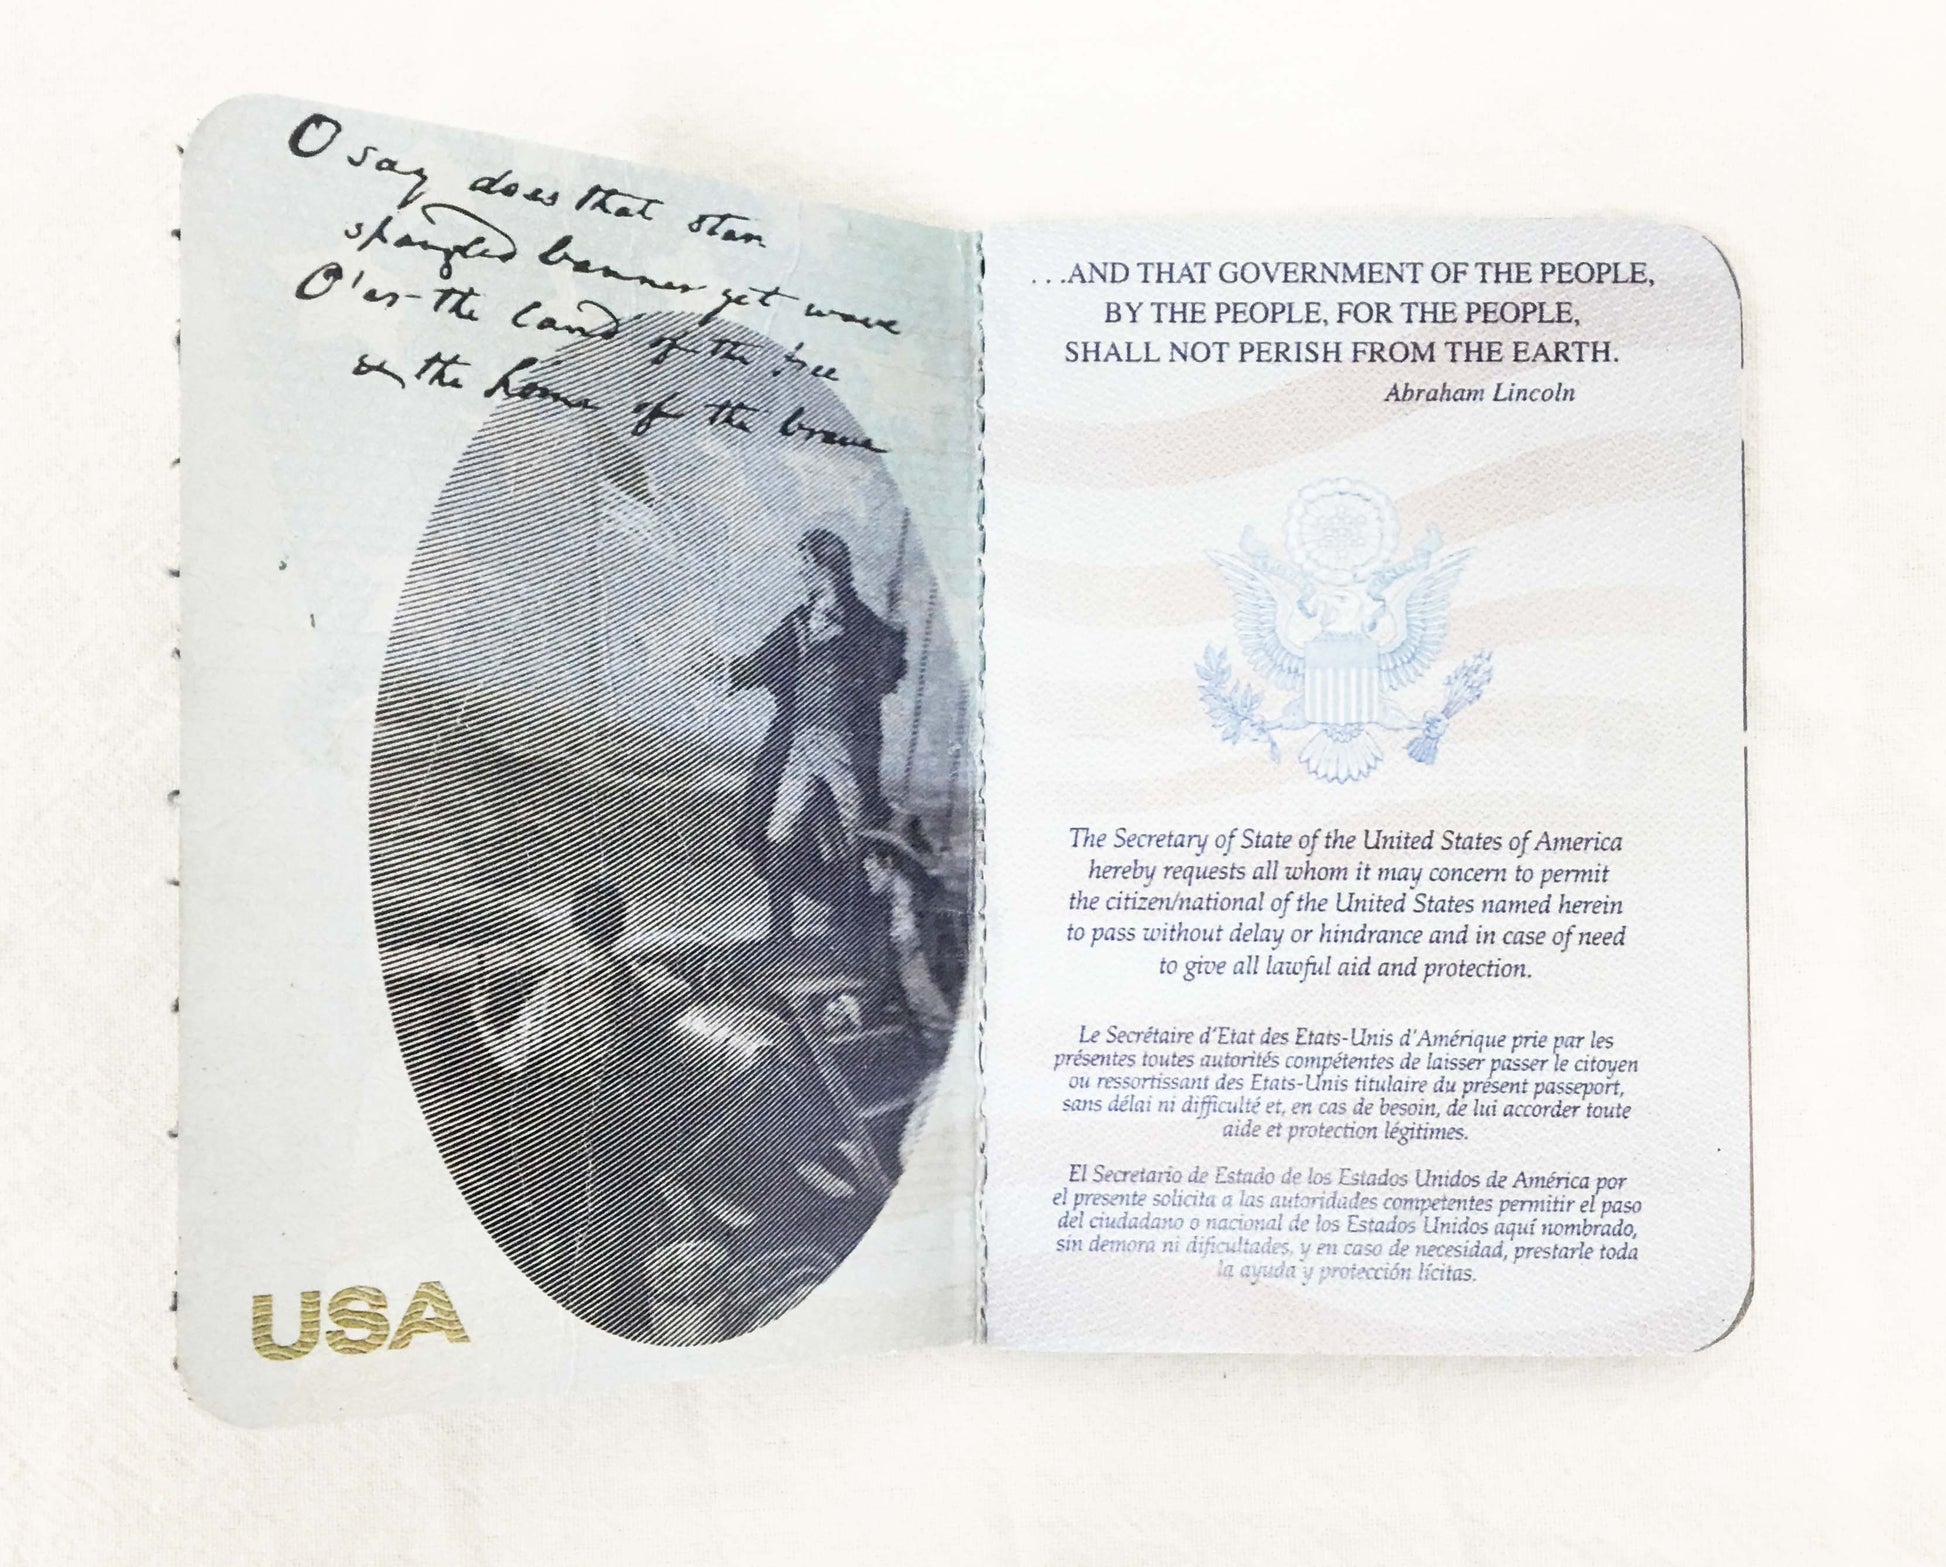 O say does that star
spangled banner yet wave
O'er the land of the free
& the home of the brave
USA
...AND THAT GOVERNMENT OF THE PEOPLE,
BY THE PEOPLE, FOR THE PEOPLE,
SHALL NOT PERISH FROM THE EARTH.
Abraham Lincoln
The Secretary of State of the United States of America
hereby requests all whom it may concern to permit
the citizen/national of the United States named herein
to pass without delay or hindrance and in case of need
to give all lawful aid and protection.
Le Secrétaire d'Etat des Etats-Unis d'Amérique prie par les
présentes toutes autorités compétentes de laisser passer le citoyen
ou ressortissant des Etats-Unis titulaire du présent passeport,
sans délai ni difficulté et, en cas de besoin, de lui accorder toute
aide et protection légitimes.
El Secretario de Estado de los Estados Unidos de América por
el presente solicita a las autoridades competentes permitir el paso
del ciudadano o nacional de los Estados Unidos aquí nombrado,
sin demora ni dificultades, y en caso de necesidad, prestarle toda
la ayuda y protección lícitas.